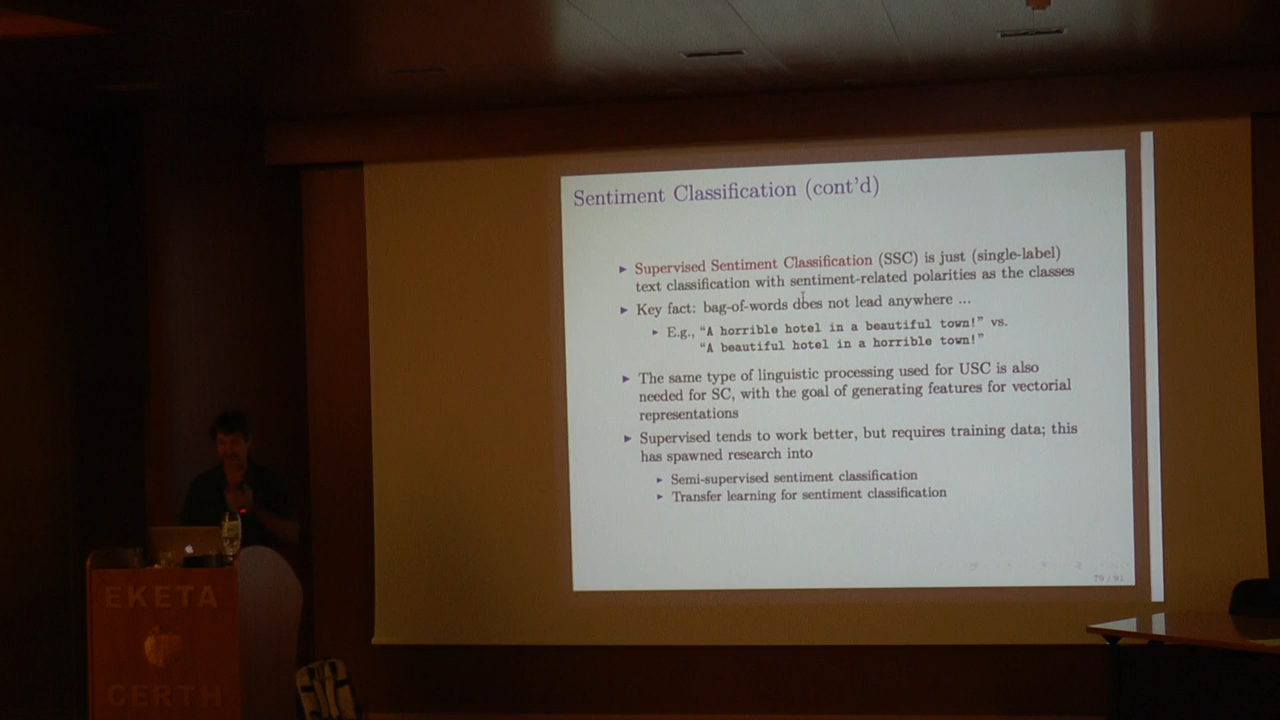 Sentiment Classification (cont'd)
▸ Supervised Sentiment Classification (SSC) is just (single-label)
text classification with sentiment-related polarities as the classes
▸ Key fact: bag-of-words does not lead anywhere ...
▸ E.g., "A horrible hotel in a beautiful town!" vs.
"A beautiful hotel in a horrible town!"
▸ The same type of linguistic processing used for USC is also
needed for SC, with the goal of generating features for vectorial
representations
▸ Supervised tends to work better, but requires training data; this
has spawned research into
▸ Semi-supervised sentiment classification
▸ Transfer learning for sentiment classification
79 / 91
EKETA
CERTH